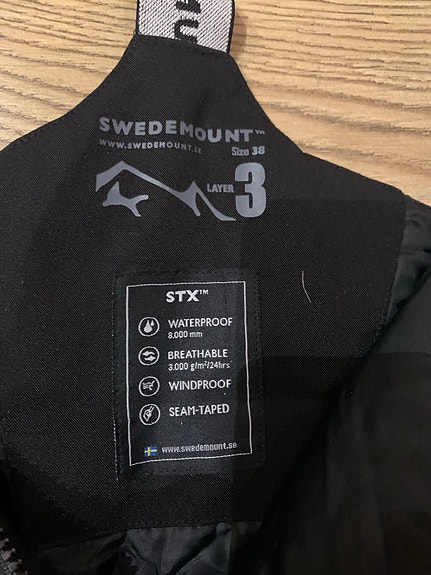 SWEDEMOUNT™
WWW.SWEDEMOUNT.SE Size 38
LAYER 3
STX™
WATERPROOF
8.000 mm
BREATHABLE
3.000 g/m²/24hrs
WINDPROOF
SEAM-TAPED
www.swedemount.se